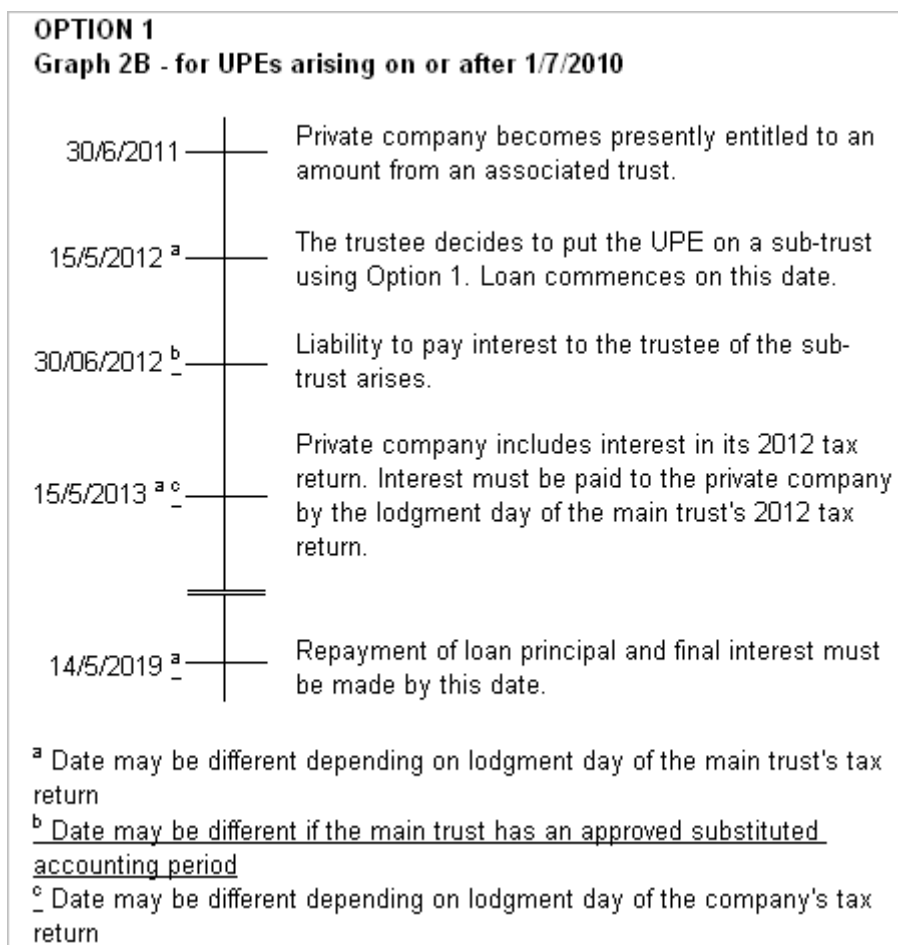 OPTION 1
Graph 2B - for UPEs arising on or after 1/7/2010
30/6/2011
Private company becomes presently entitled to an
amount from an associated trust.
15/5/2012 a
The trustee decides to put the UPE on a sub-trust
using Option 1. Loan commences on this date.
30/06/2012 b
Liability to pay interest to the trustee of the sub-
trust arises.
15/5/2013 a c
Private company includes interest in its 2012 tax
return. Interest must be paid to the private company
by the lodgment day of the main trust's 2012 tax
return.
14/5/2019 a
Repayment of loan principal and final interest must
be made by this date.
a Date may be different depending on lodgment day of the main trust's tax
return
b Date may be different if the main trust has an approved substituted
accounting period
c Date may be different depending on lodgment day of the company's tax
return